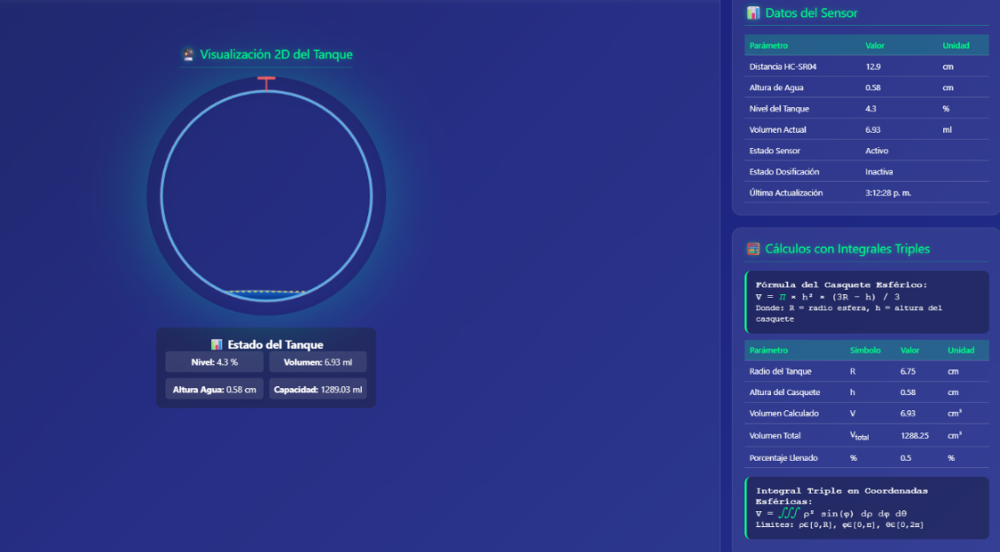 Visualización 2D del Tanque
Estado del Tanque
Nivel: 4.3 %
Volumen: 6.93 ml
Altura Agua: 0.58 cm
Capacidad: 1289.03 ml
Datos del Sensor
Parámetro Valor Unidad
Distancia HC-SR04 12.9 cm
Altura de Agua 0.58 cm
Nivel del Tanque 4.3 %
Volumen Actual 6.93 ml
Estado Sensor Activo
Estado Dosificación Inactiva
Última Actualización 3:12:28 p. m.
Cálculos con Integrales Triples
Fórmula del Casquete Esférico:
V = π × h² × (3R - h) / 3
Donde: R = radio esfera, h = altura del
casquete
Parámetro Símbolo Valor Unidad
Radio del Tanque R 6.75 cm
Altura del Casquete h 0.58 cm
Volumen Calculado V 6.93 cm³
Volumen Total Vtotal 1288.25 cm³
Porcentaje Llenado % 0.5 %
Integral Triple en Coordenadas
Esféricas:
V = ∭ ρ² sin(φ) dρ dφ dθ
Límites: ρ∈[0,R], φ∈[0,π], θ∈[0,2π]